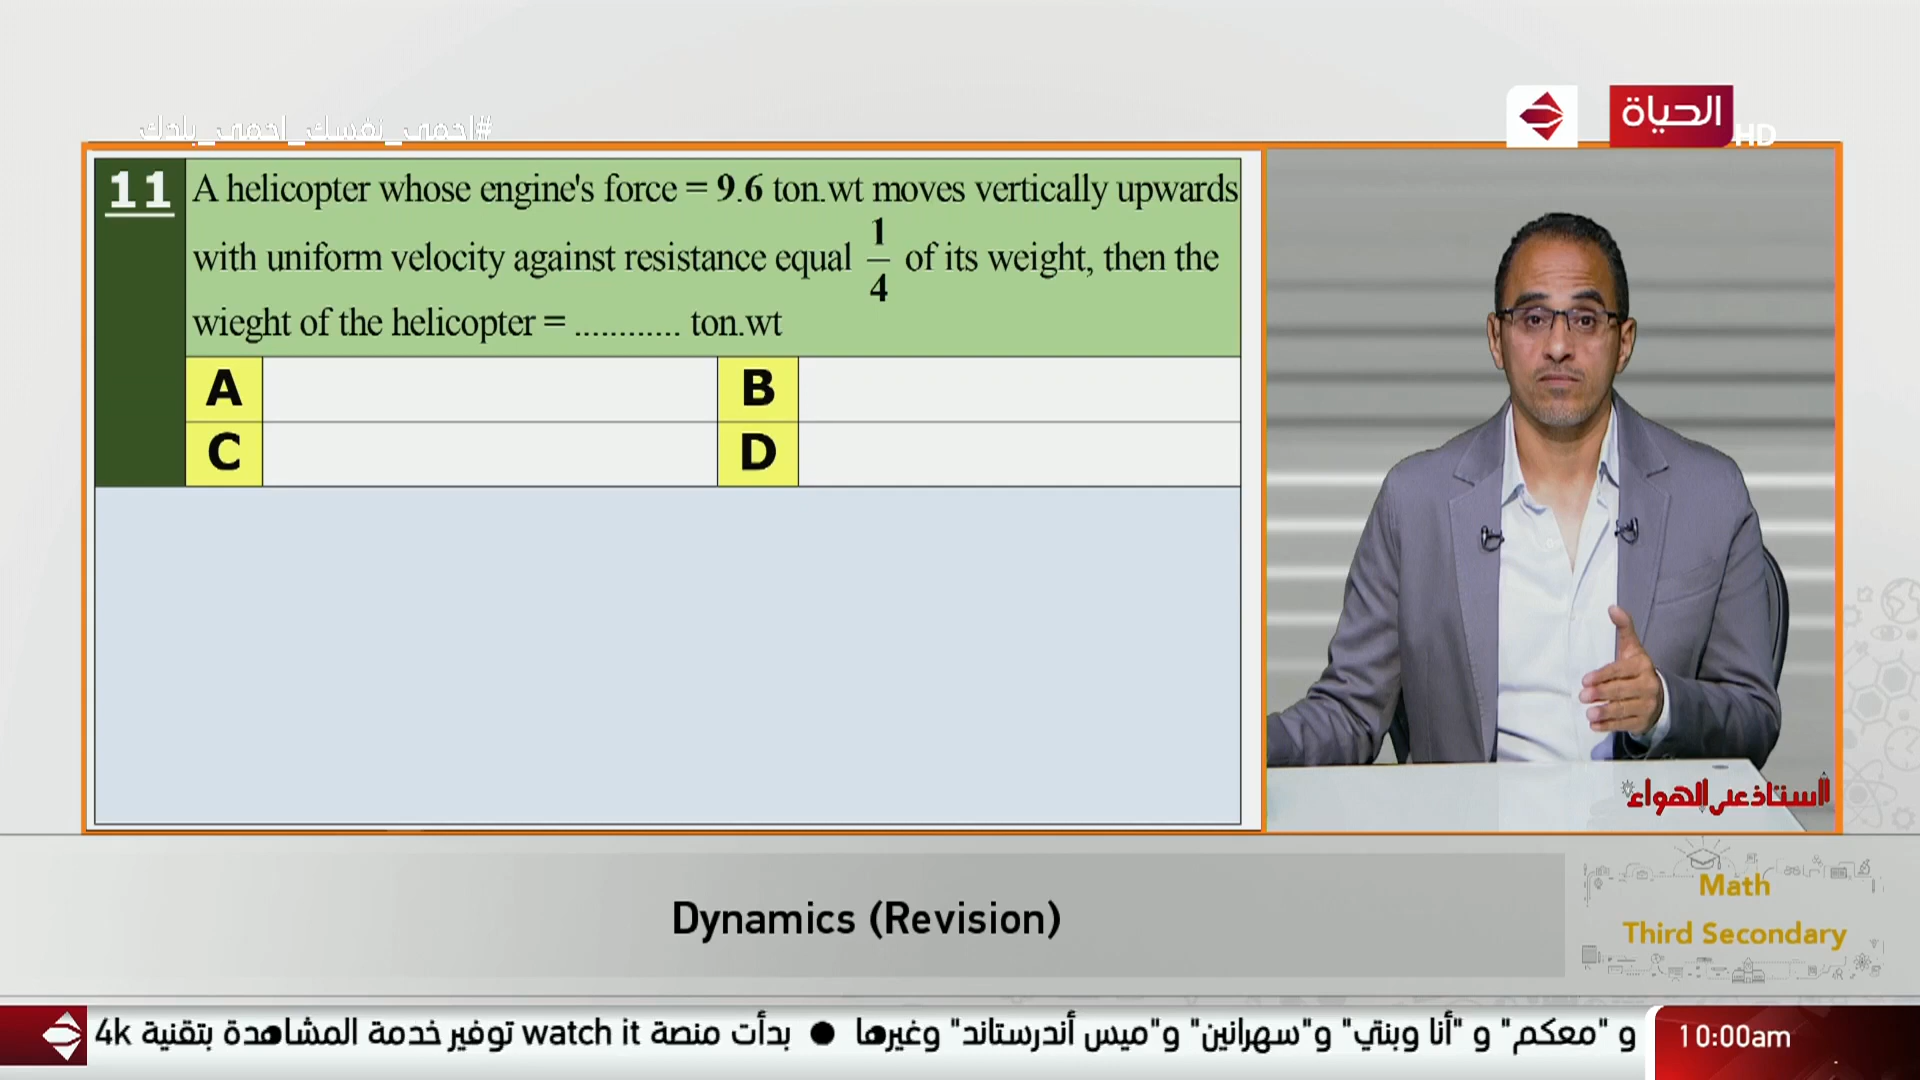 #احمي_نفسك_احمي_بلدك
الحياة
HD
11
A helicopter whose engine's force = 9.6 ton.wt moves vertically upwards
with uniform velocity against resistance equal 1/4 of its weight, then the
wieght of the helicopter = ............ ton.wt
A
B
C
D
أستاذ على الهواء
Dynamics (Revision)
Math
Third Secondary
و "معكم" و "أنا وبنتي" و"سهرانين" و"ميس أندرستاند" وغيرها ● بدأت منصة watch it توفير خدمة المشاهدة بتقنية 4k
10:00am